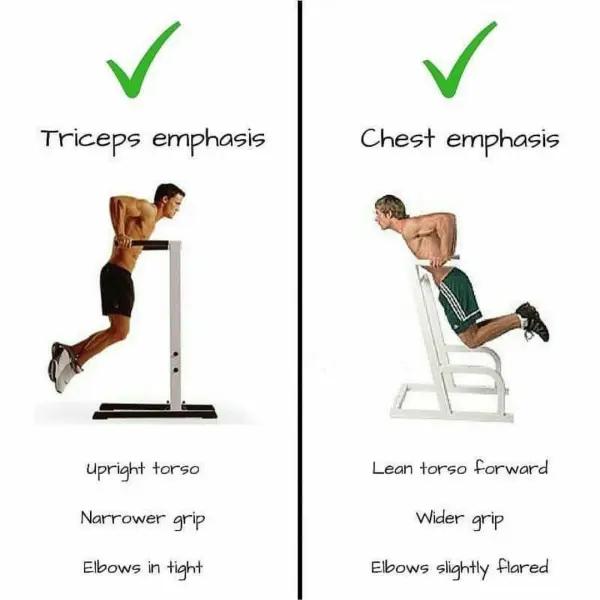 Triceps emphasis
Upright torso
Narrower grip
Elbows in tight
Chest emphasis
Lean torso forward
Wider grip
Elbows slightly flared